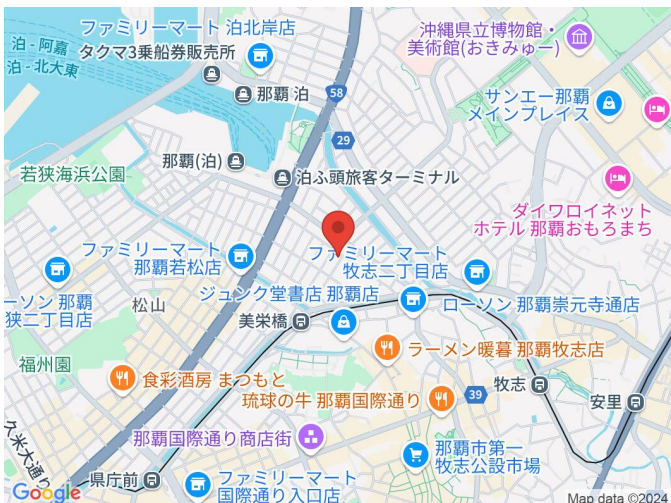 ファミリーマート 泊北岸店
沖縄県立博物館・
美術館(おきみゅー)
泊 - 阿嘉
タクマ3乗船券販売所
泊 - 北大東
那覇 泊
58
サンエー那覇
メインプレイス
29
那覇(泊)
若狭海浜公園
泊ふ頭旅客ターミナル
ダイワロイネット
ホテル 那覇おもろまち
ファミリーマート
那覇若松店
ファミリーマート
牧志二丁目店
ーソン 那覇
狭二丁目店
ジュンク堂書店 那覇店
ローソン 那覇崇元寺通店
松山
美栄橋
福州園
ラーメン暖暮 那覇牧志店
食彩酒房 まつもと
牧志
安里
琉球の牛 那覇国際通り
39
久米大通り
那覇国際通り商店街
那覇市第一
牧志公設市場
県庁前
ファミリーマート
国際通り入口店
Google
Map data ©2024